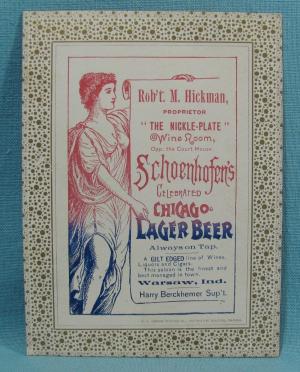 Rob't. M. Hickman,
PROPRIETOR
"THE NICKLE-PLATE"
Wine Room,
Opp. the Court House
Schoenhofen's
CELEBRATED
CHICAGO
LAGER BEER
Always on Tap.
A GILT EDGED line of Wines,
Liquors and Cigars.
This saloon is the finest and
best managed in town.
Warsaw, Ind.
Harry Berckhemer Sup't.